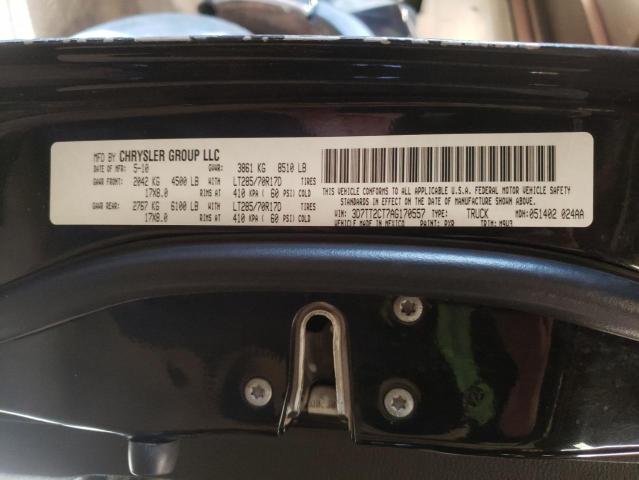 MFD BY CHRYSLER GROUP LLC
DATE OF MFR: 5-10 GVWR: 3861 KG 8510 LB
GAWR FRONT: 2042 KG 4500 LB LT285/70R17D TIRES
17X8.0 RIMS AT 410 KPA ( 60 PSI) COLD
GAWR REAR: 2767 KG 6100 LB LT285/70R17D TIRES
17X8.0 RIMS AT 410 KPA ( 60 PSI) COLD
THIS VEHICLE CONFORMS TO ALL APPLICABLE U.S.A. FEDERAL MOTOR VEHICLE SAFETY
STANDARDS IN EFFECT ON THE DATE OF MANUFACTURE SHOWN ABOVE.
VIN: 3D7TT2CT7AG170557 TYPE: TRUCK MDH: 051402 024AA
VEHICLE MADE IN MEXICO PAINT: PXR TRIM: M9U3